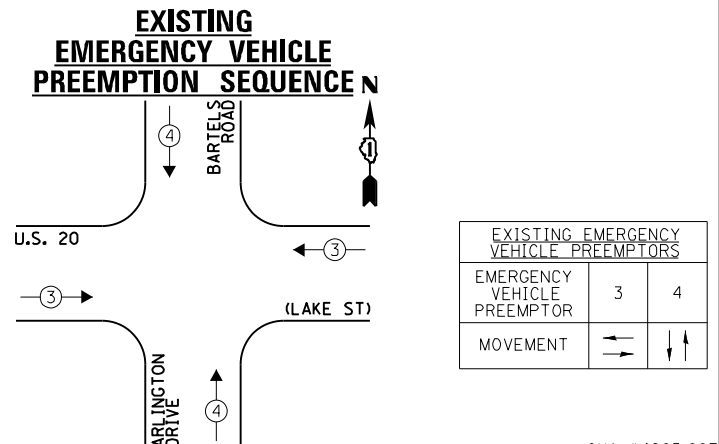 EXISTING
EMERGENCY VEHICLE
PREEMPTION SEQUENCE
N
4
BARTELS
ROAD
1
U.S. 20
3
3
(LAKE ST)
ARLINGTON
DRIVE
4
EXISTING EMERGENCY
VEHICLE PREEMPTORS
EMERGENCY
VEHICLE
PREEMPTOR
3
4
MOVEMENT